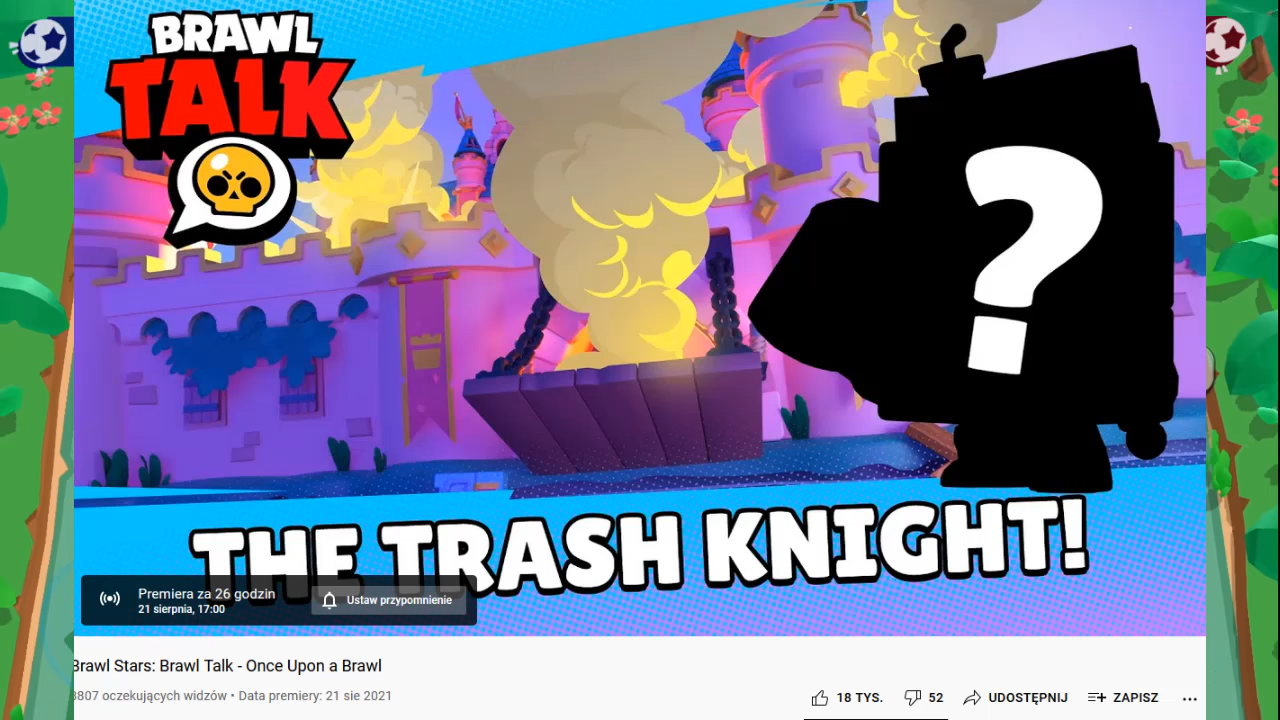 BRAWL
TALK
THE TRASH KNIGHT!
Premiera za 26 godzin
21 sierpnia, 17:00
Ustaw przypomnienie
Brawl Stars: Brawl Talk - Once Upon a Brawl
3807 oczekujących widzów • Data premiery: 21 sie 2021
18 TYS.
52
UDOSTĘPNIJ
ZAPISZ